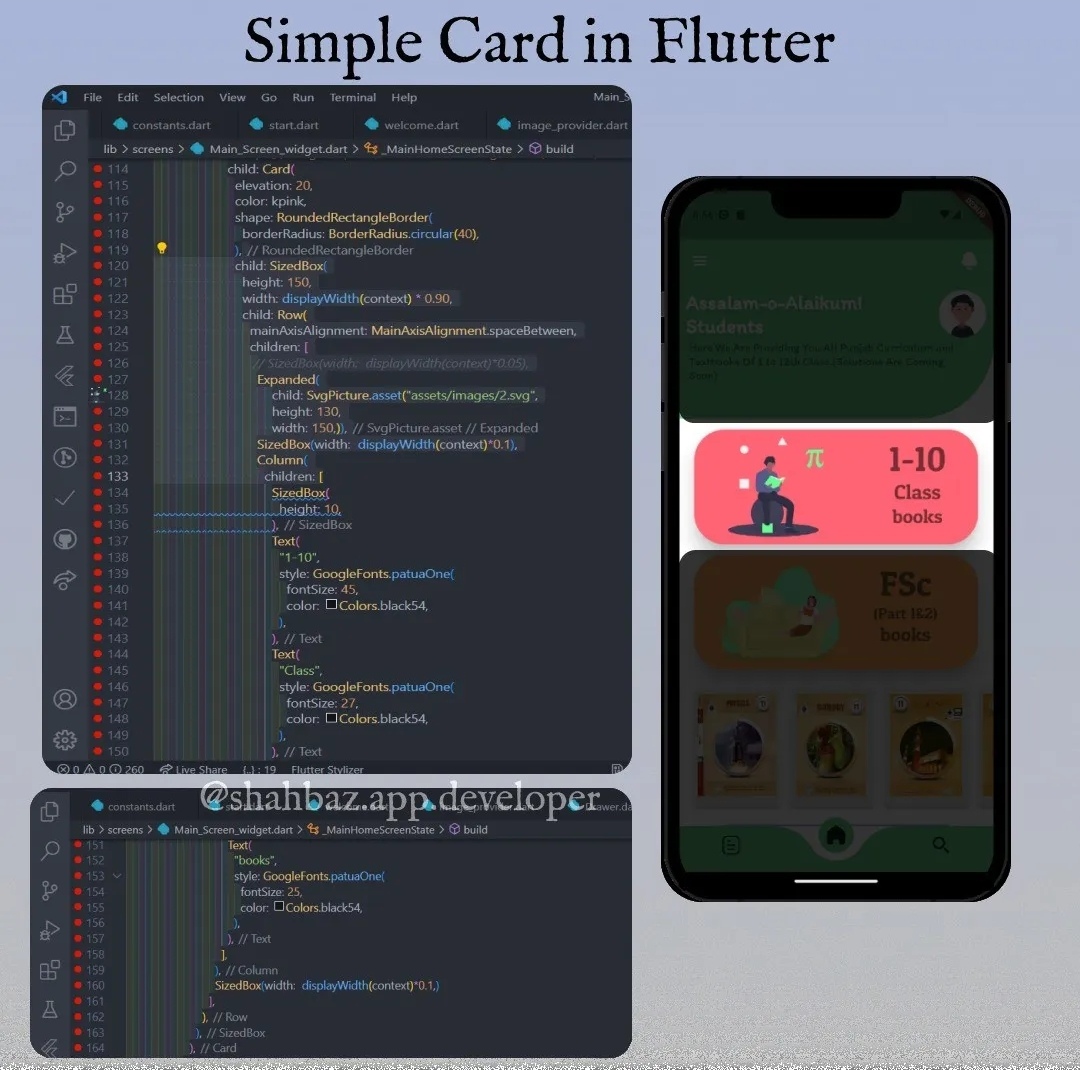 Simple Card in Flutter
File Edit Selection View Go Run Terminal Help Main_S
constants.dart start.dart welcome.dart image_provider.dart
lib > screens > Main_Screen_widget.dart > _MainHomeScreenState > build
114 child: Card(
115 elevation: 20,
116 color: kpink,
117 shape: RoundedRectangleBorder(
118 borderRadius: BorderRadius.circular(40),
119 ), // RoundedRectangleBorder
120 child: SizedBox(
121 height: 150,
122 width: displayWidth(context) * 0.90,
123 child: Row(
124 mainAxisAlignment: MainAxisAlignment.spaceBetween,
125 children: [
126 // SizedBox(width: displayWidth(context)*0.05),
127 Expanded(
128 child: SvgPicture.asset("assets/images/2.svg",
129 height: 130,
130 width: 150,)), // SvgPicture.asset // Expanded
131 SizedBox(width: displayWidth(context)*0.1),
132 Column(
133 children: [
134 SizedBox(
135 height: 10,
136 ), // SizedBox
137 Text(
138 "1-10",
139 style: GoogleFonts.patuaOne(
140 fontSize: 45,
141 color: Colors.black54,
142 ),
143 ), // Text
144 Text(
145 "Class",
146 style: GoogleFonts.patuaOne(
147 fontSize: 27,
148 color: Colors.black54,
149 ),
150 ), // Text
0 0 260 Live Share {..} : 19 Flutter Stylizer
@shahbaz.app.developer
constants.dart
lib > screens > Main_Screen_widget.dart > _MainHomeScreenState > build
151 Text(
152 "books",
153 style: GoogleFonts.patuaOne(
154 fontSize: 25,
155 color: Colors.black54,
156 ),
157 ), // Text
158 ],
159 ), // Column
160 SizedBox(width: displayWidth(context)*0.1,)
161 ],
162 ), // Row
163 ), // SizedBox
164 ), // Card
Assalam-o-Alaikum!
Students
Here We Are Providing You All Punjab Curriculum and
Textbooks Of 1 to 12th Class.(Solutions Are Coming
Soon)
π
1-10
Class
books
FSc
(Part 1&2)
books